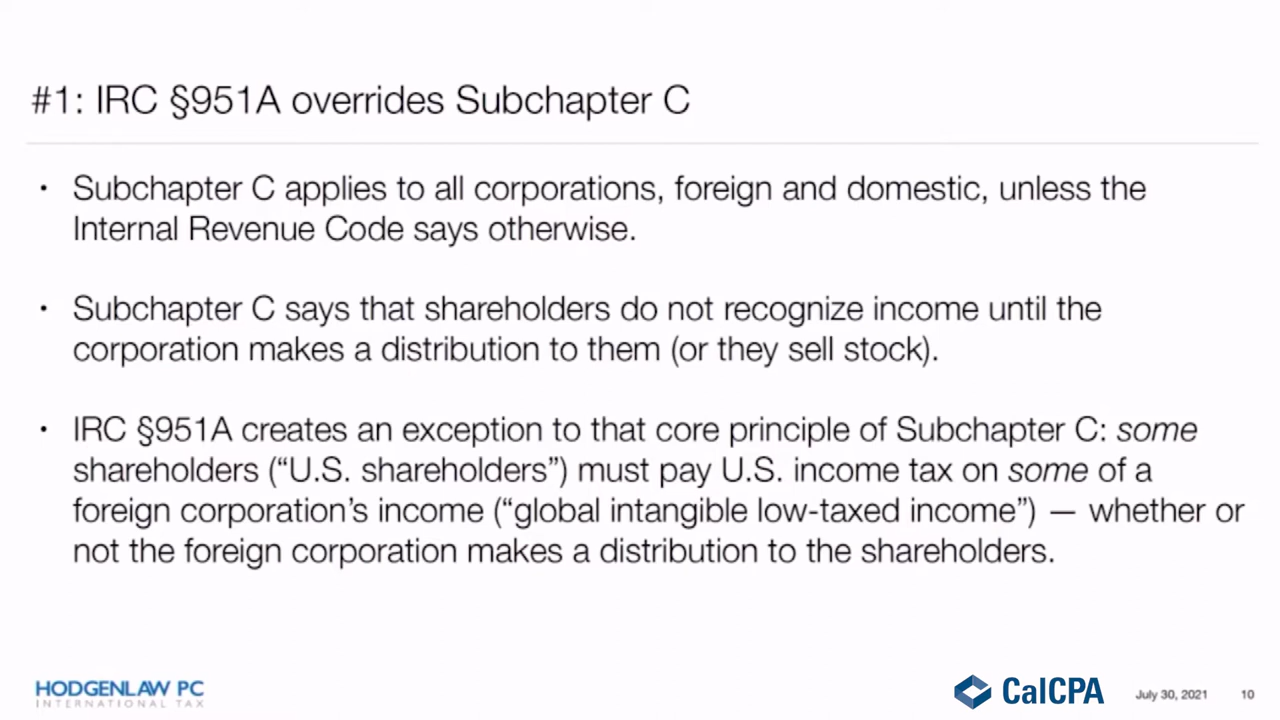 #1: IRC §951A overrides Subchapter C
• Subchapter C applies to all corporations, foreign and domestic, unless the
Internal Revenue Code says otherwise.
• Subchapter C says that shareholders do not recognize income until the
corporation makes a distribution to them (or they sell stock).
• IRC §951A creates an exception to that core principle of Subchapter C: some
shareholders (“U.S. shareholders”) must pay U.S. income tax on some of a
foreign corporation’s income (“global intangible low-taxed income”) — whether or
not the foreign corporation makes a distribution to the shareholders.
HODGENLAW PC
INTERNATIONAL TAX
CalCPA
July 30, 2021
10